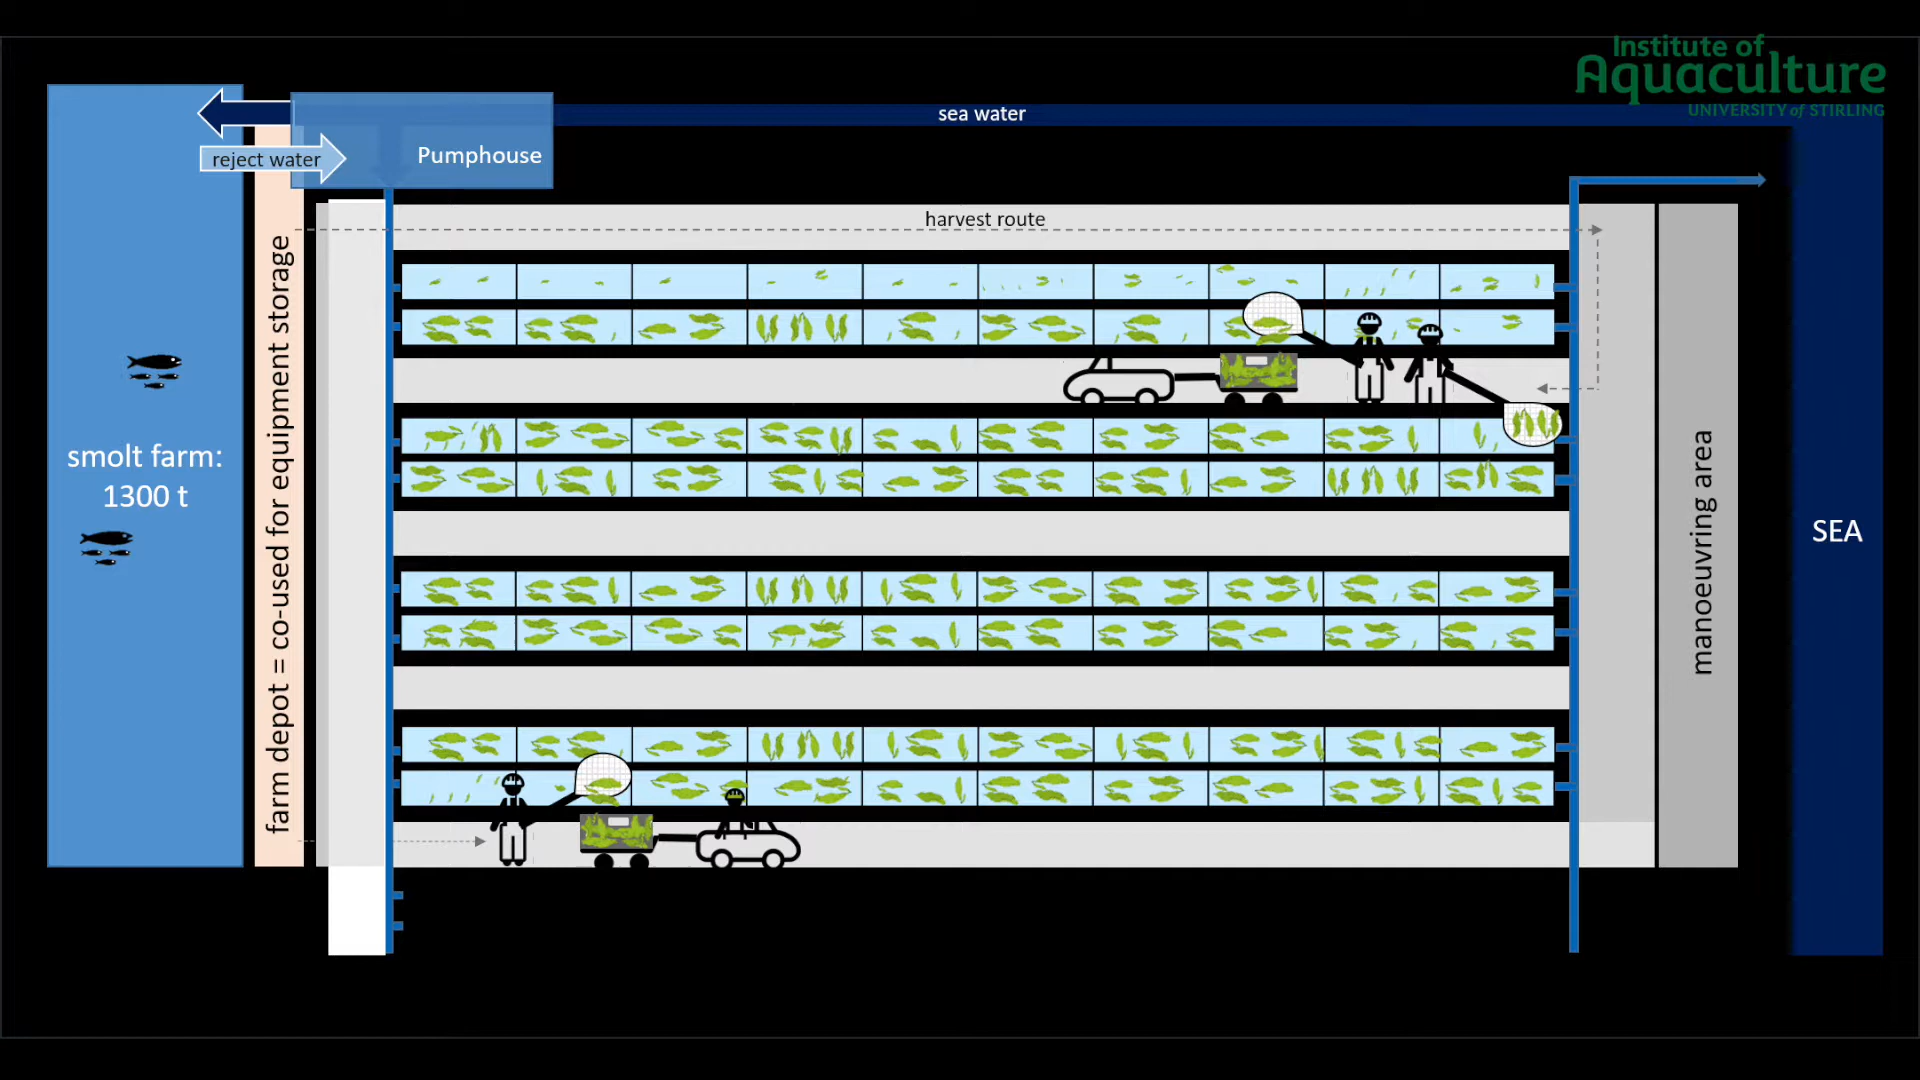 Institute of
Aquaculture
UNIVERSITY of STIRLING
sea water
reject water
Pumphouse
harvest route
farm depot = co-used for equipment storage
smolt farm:
1300 t
manoeuvring area
SEA